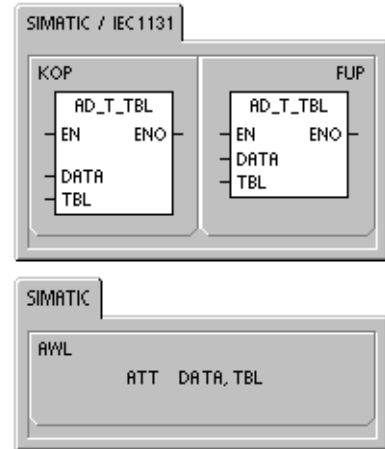 SIMATIC / IEC 1131
KOP
AD_T_TBL
EN ENO
DATA
TBL
FUP
AD_T_TBL
EN ENO
DATA
TBL
SIMATIC
AWL
ATT DATA, TBL